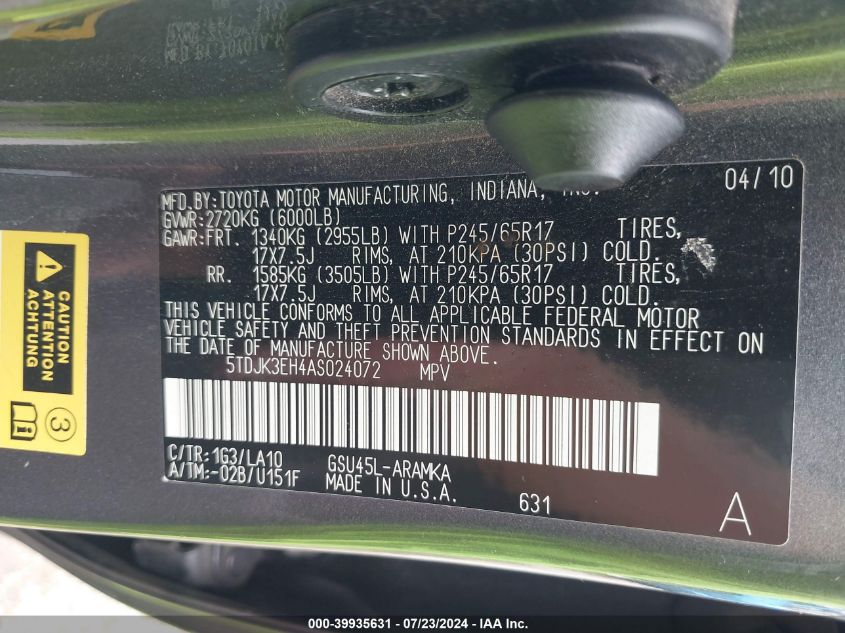 04/10
MFD.BY:TOYOTA MOTOR MANUFACTURING, INDIANA, INC.
GVWR:2720KG (6000LB)
GAWR:FRT. 1340KG (2955LB) WITH P245/65R17 TIRES,
17X7.5J RIMS, AT 210KPA (30PSI) COLD.
RR. 1585KG (3505LB) WITH P245/65R17 TIRES,
17X7.5J RIMS, AT 210KPA (30PSI) COLD.
THIS VEHICLE CONFORMS TO ALL APPLICABLE FEDERAL MOTOR
VEHICLE SAFETY AND THEFT PREVENTION STANDARDS IN EFFECT ON
THE DATE OF MANUFACTURE SHOWN ABOVE.
5TDJK3EH4AS024072 MPV
C/TR:1G3/LA10 GSU45L-ARAMKA
A/TM:-02B/U151F MADE IN U.S.A.
631
A
CAUTION
ATTENTION
3
000-39935631 - 07/23/2024 - IAA Inc.